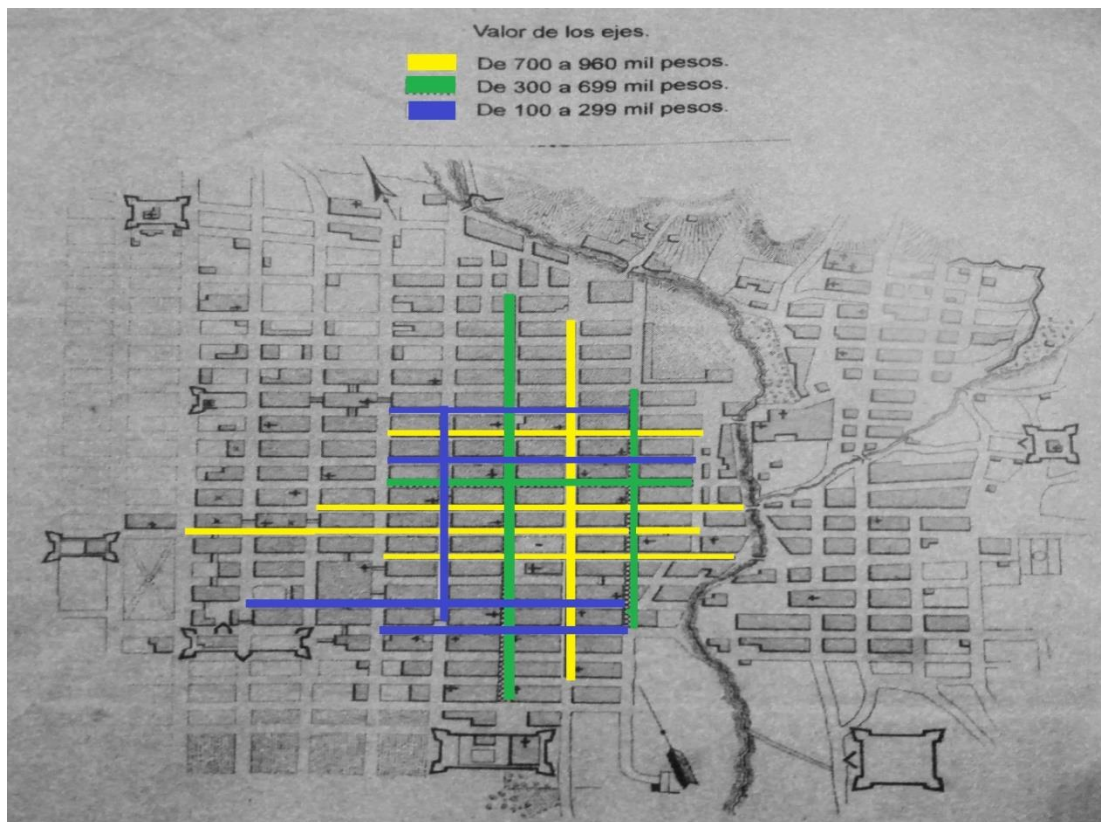 Valor de los ejes.
De 700 a 960 mil pesos.
De 300 a 699 mil pesos.
De 100 a 299 mil pesos.